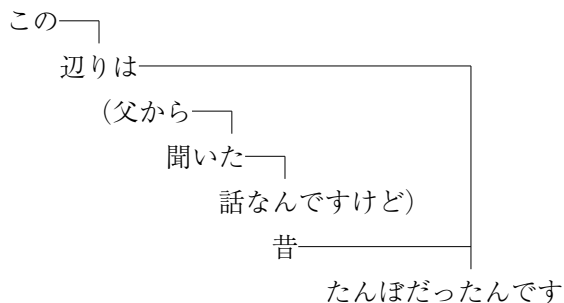 この
辺りは
（父から
聞いた
話なんですけど）
昔
たんぼだったんです